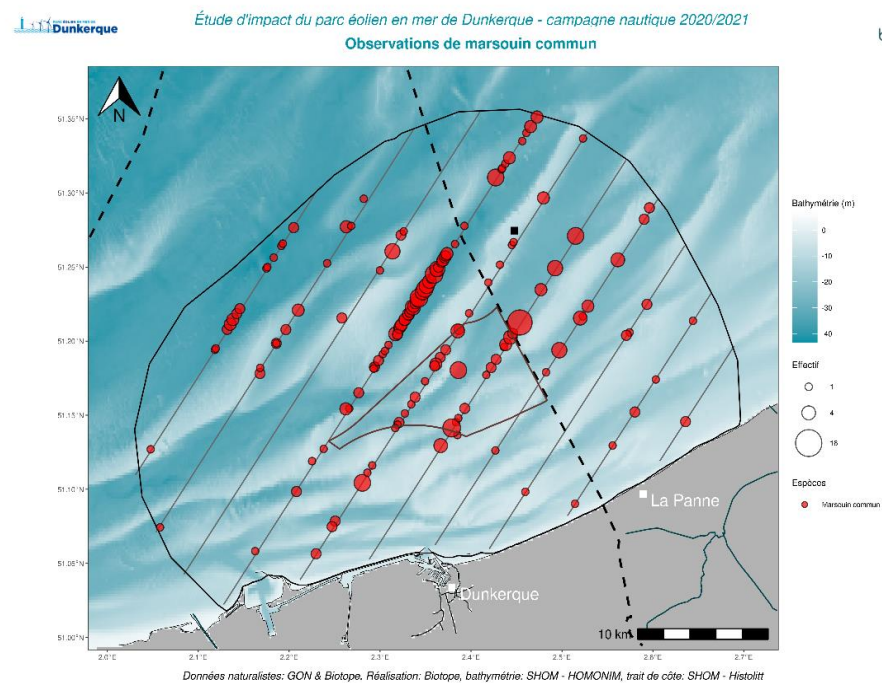 Dunkerque
Étude d'impact du parc éolien en mer de Dunkerque - campagne nautique 2020/2021
Observations de marsouin commun
N
51.35°N
51.30°N
51.25°N
51.20°N
51.15°N
51.10°N
51.05°N
51.00°N
2.0°E
2.1°E
2.2°E
2.3°E
2.4°E
2.5°E
2.6°E
2.7°E
La Panne
Dunkerque
10 km
Bathymétrie (m)
0
-10
-20
-30
40
Effectif
1
4
16
Espèces
Marsouin commun
Données naturalistes: GON & Biotope, Réalisation: Biotope, bathymétrie: SHOM - HOMONIM, trait de côte: SHOM - Histolitt